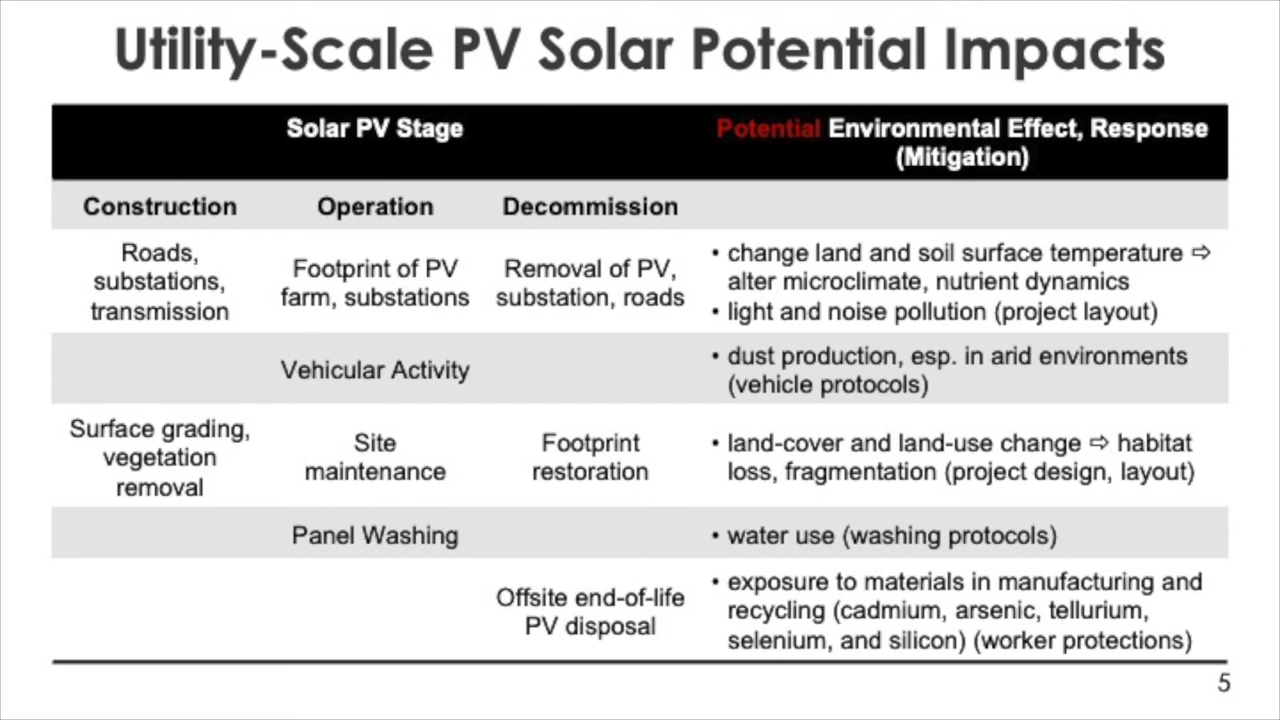 Utility-Scale PV Solar Potential Impacts
Solar PV Stage
Potential Environmental Effect, Response
(Mitigation)
Construction
Operation
Decommission
Roads,
substations,
transmission
Footprint of PV
farm, substations
Removal of PV,
substation, roads
• change land and soil surface temperature ⇨
alter microclimate, nutrient dynamics
• light and noise pollution (project layout)
Vehicular Activity
• dust production, esp. in arid environments
(vehicle protocols)
Surface grading,
vegetation
removal
Site
maintenance
Footprint
restoration
• land-cover and land-use change ⇨ habitat
loss, fragmentation (project design, layout)
Panel Washing
• water use (washing protocols)
Offsite end-of-life
PV disposal
• exposure to materials in manufacturing and
recycling (cadmium, arsenic, tellurium,
selenium, and silicon) (worker protections)
5